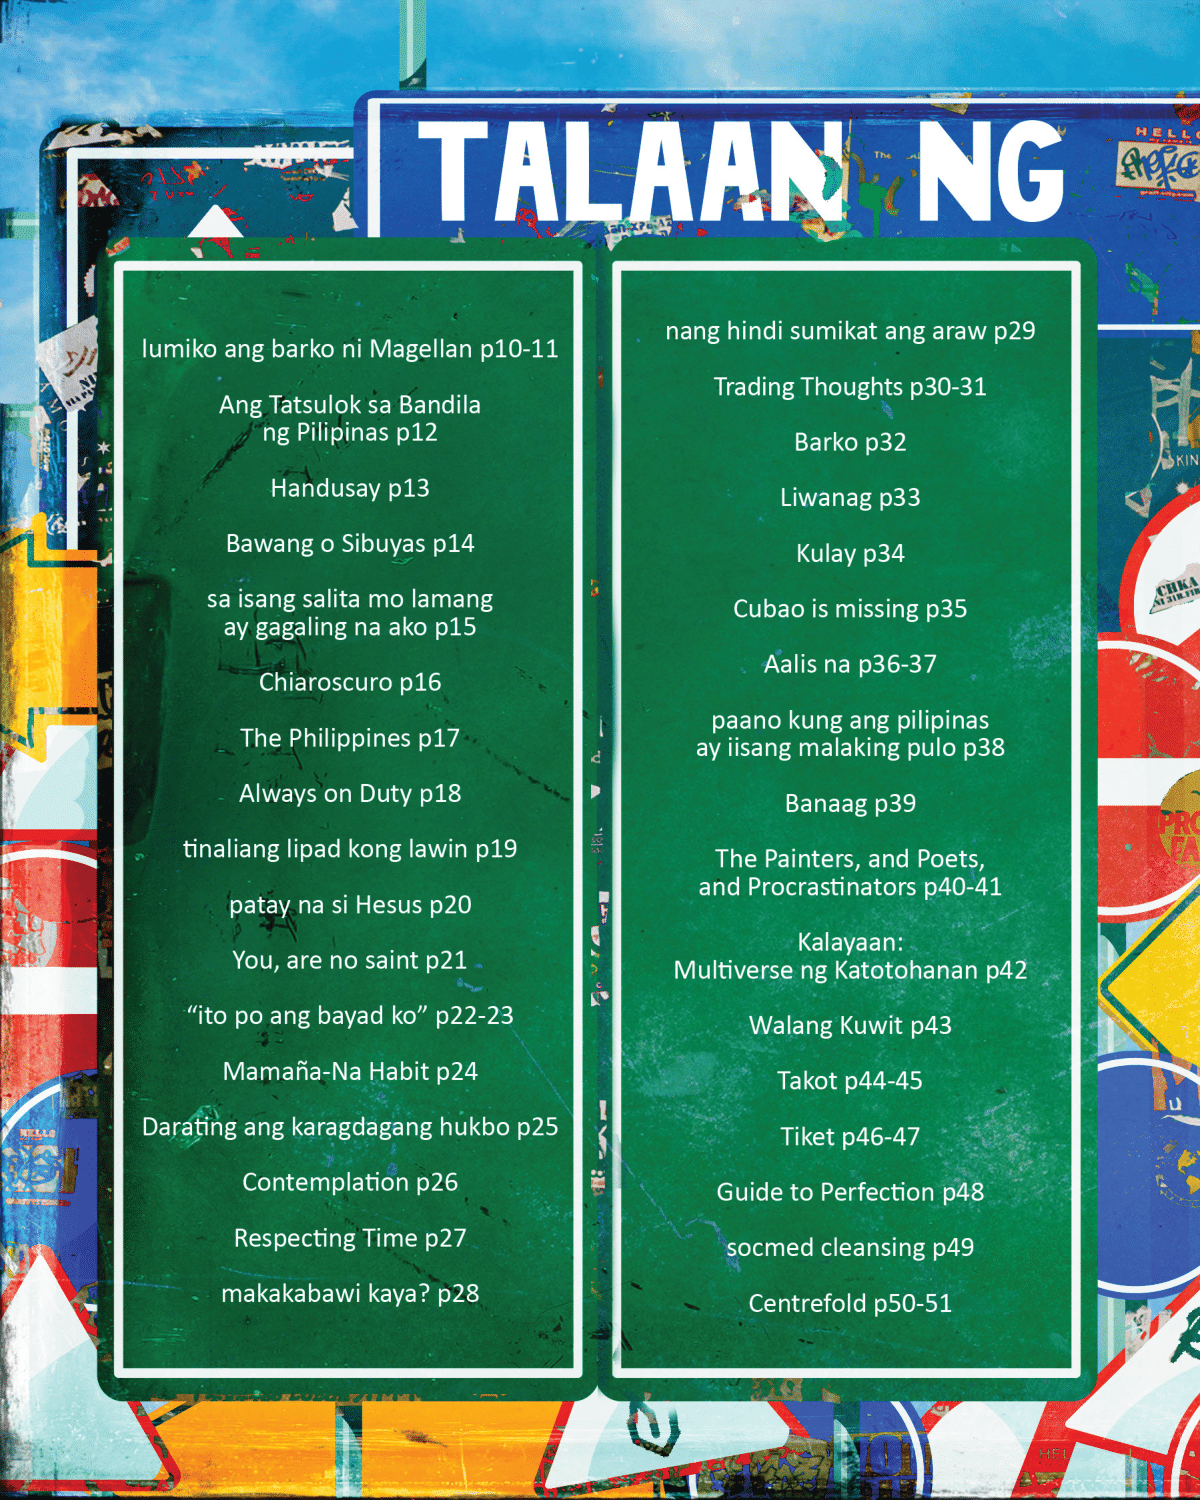 TALAAN NG
HELLO
lumiko ang barko ni Magellan p10-11
Ang Tatsulok sa Bandila
ng Pilipinas p12
Handusay p13
Bawang o Sibuyas p14
sa isang salita mo lamang
ay gagaling na ako p15
Chiaroscuro p16
The Philippines p17
Always on Duty p18
tinaliang lipad kong lawin p19
patay na si Hesus p20
You, are no saint p21
“ito po ang bayad ko” p22-23
Mamaña-Na Habit p24
Darating ang karagdagang hukbo p25
Contemplation p26
Respecting Time p27
makakabawi kaya? p28
nang hindi sumikat ang araw p29
Trading Thoughts p30-31
Barko p32
Liwanag p33
Kulay p34
Cubao is missing p35
Aalis na p36-37
paano kung ang pilipinas
ay iisang malaking pulo p38
Banaag p39
The Painters, and Poets,
and Procrastinators p40-41
Kalayaan:
Multiverse ng Katotohanan p42
Walang Kuwit p43
Takot p44-45
Tiket p46-47
Guide to Perfection p48
socmed cleansing p49
Centrefold p50-51
HELLO